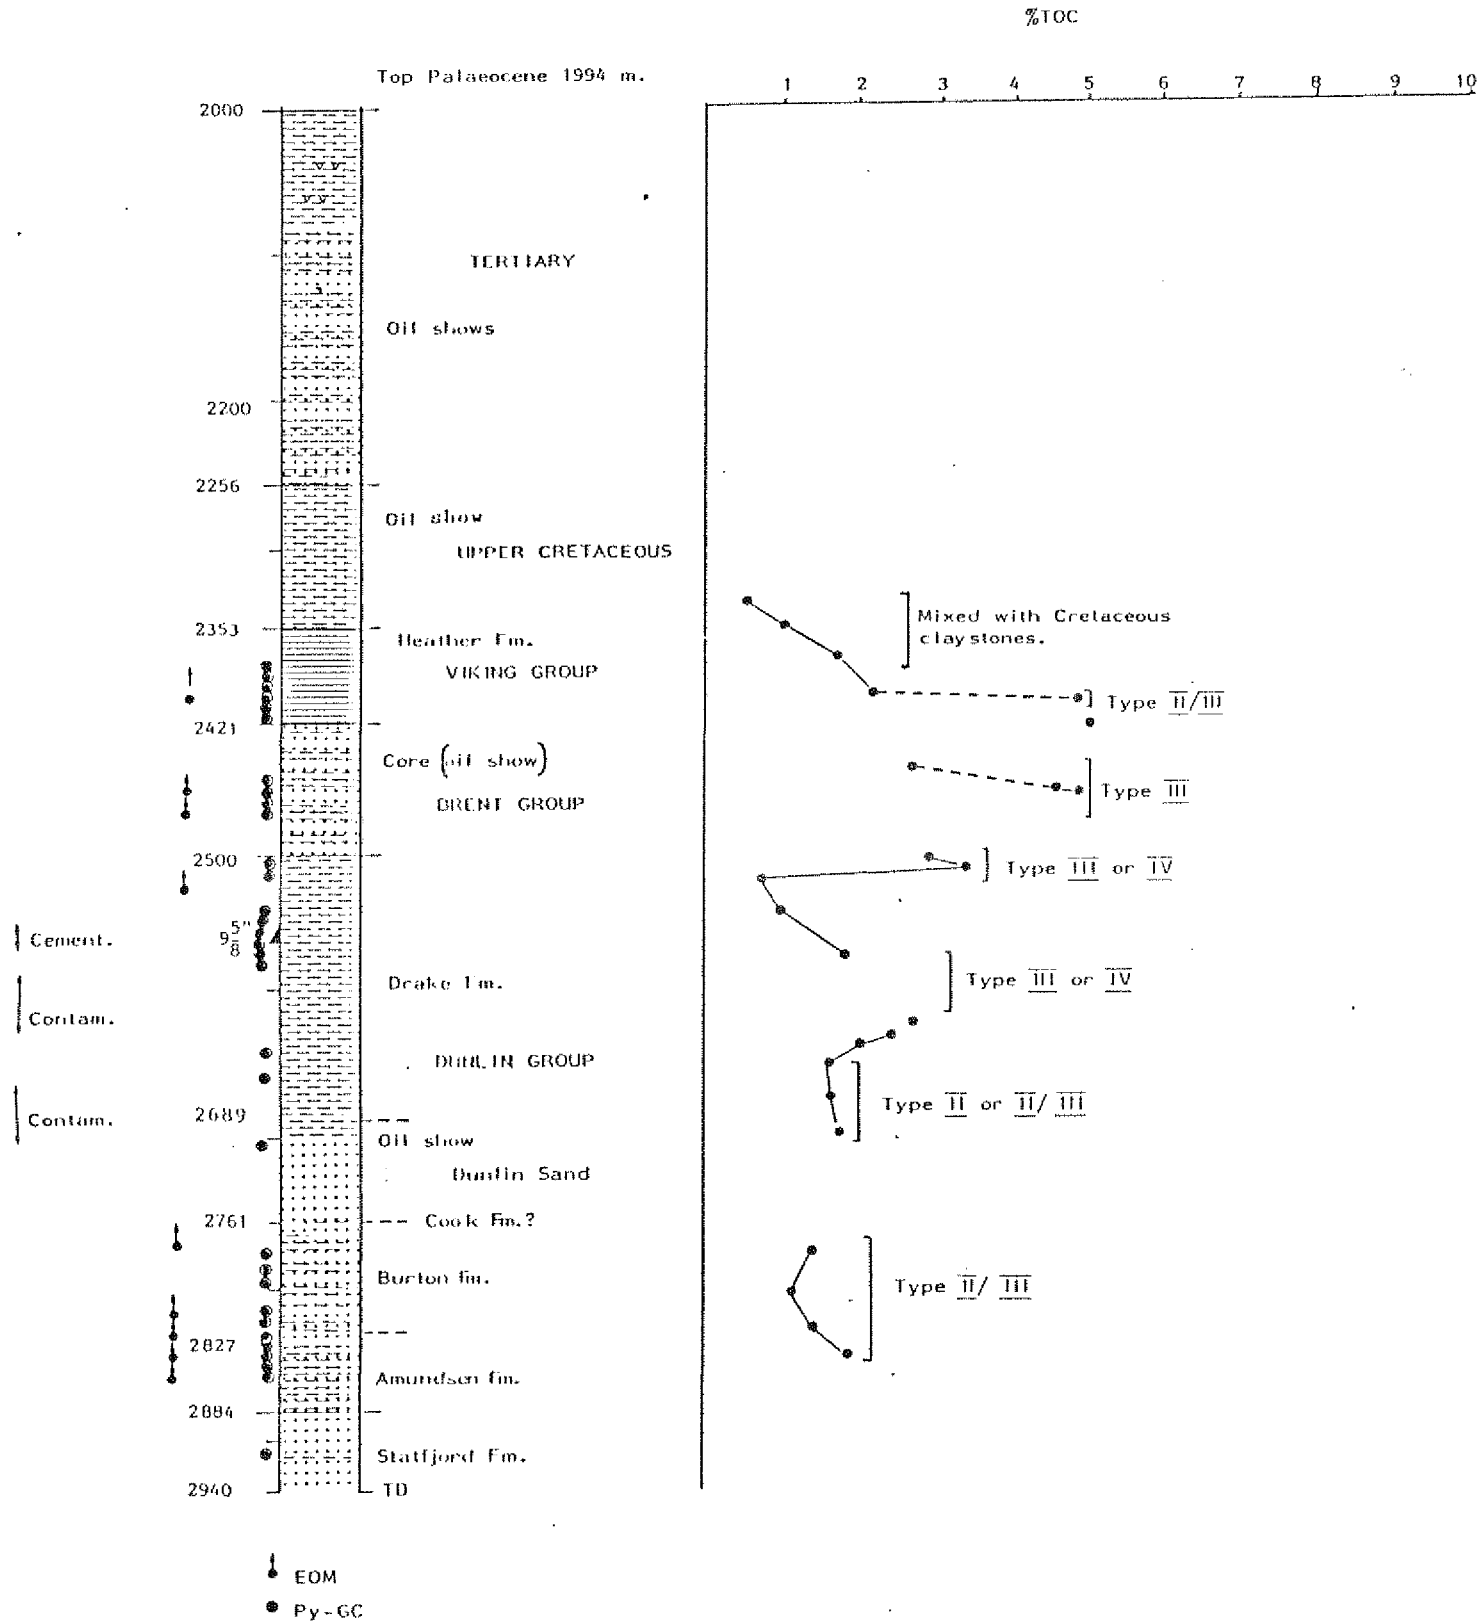 %TOC
Top Palaeocene 1994 m.
1 2 3 4 5 6 7 8 9 10
2000
TERTIARY
Oil shows
2200
2256
Oil show
UPPER CRETACEOUS
Mixed with Cretaceous
claystones.
2353
Heather Fm.
VIKING GROUP
Type II/III
2421
Core (oil show)
Type III
BRENT GROUP
2500
Type III or IV
9 5/8"
Cement.
Drake Fm.
Type III or IV
Contam.
DUNLIN GROUP
Type II or II/III
2689
Contam.
Oil show
Dunlin Sand
2761
Cook Fm.?
Burton fm.
Type II/III
2827
Amundsen fm.
2884
Statfjord Fm.
2940
TD
EOM
Py-GC